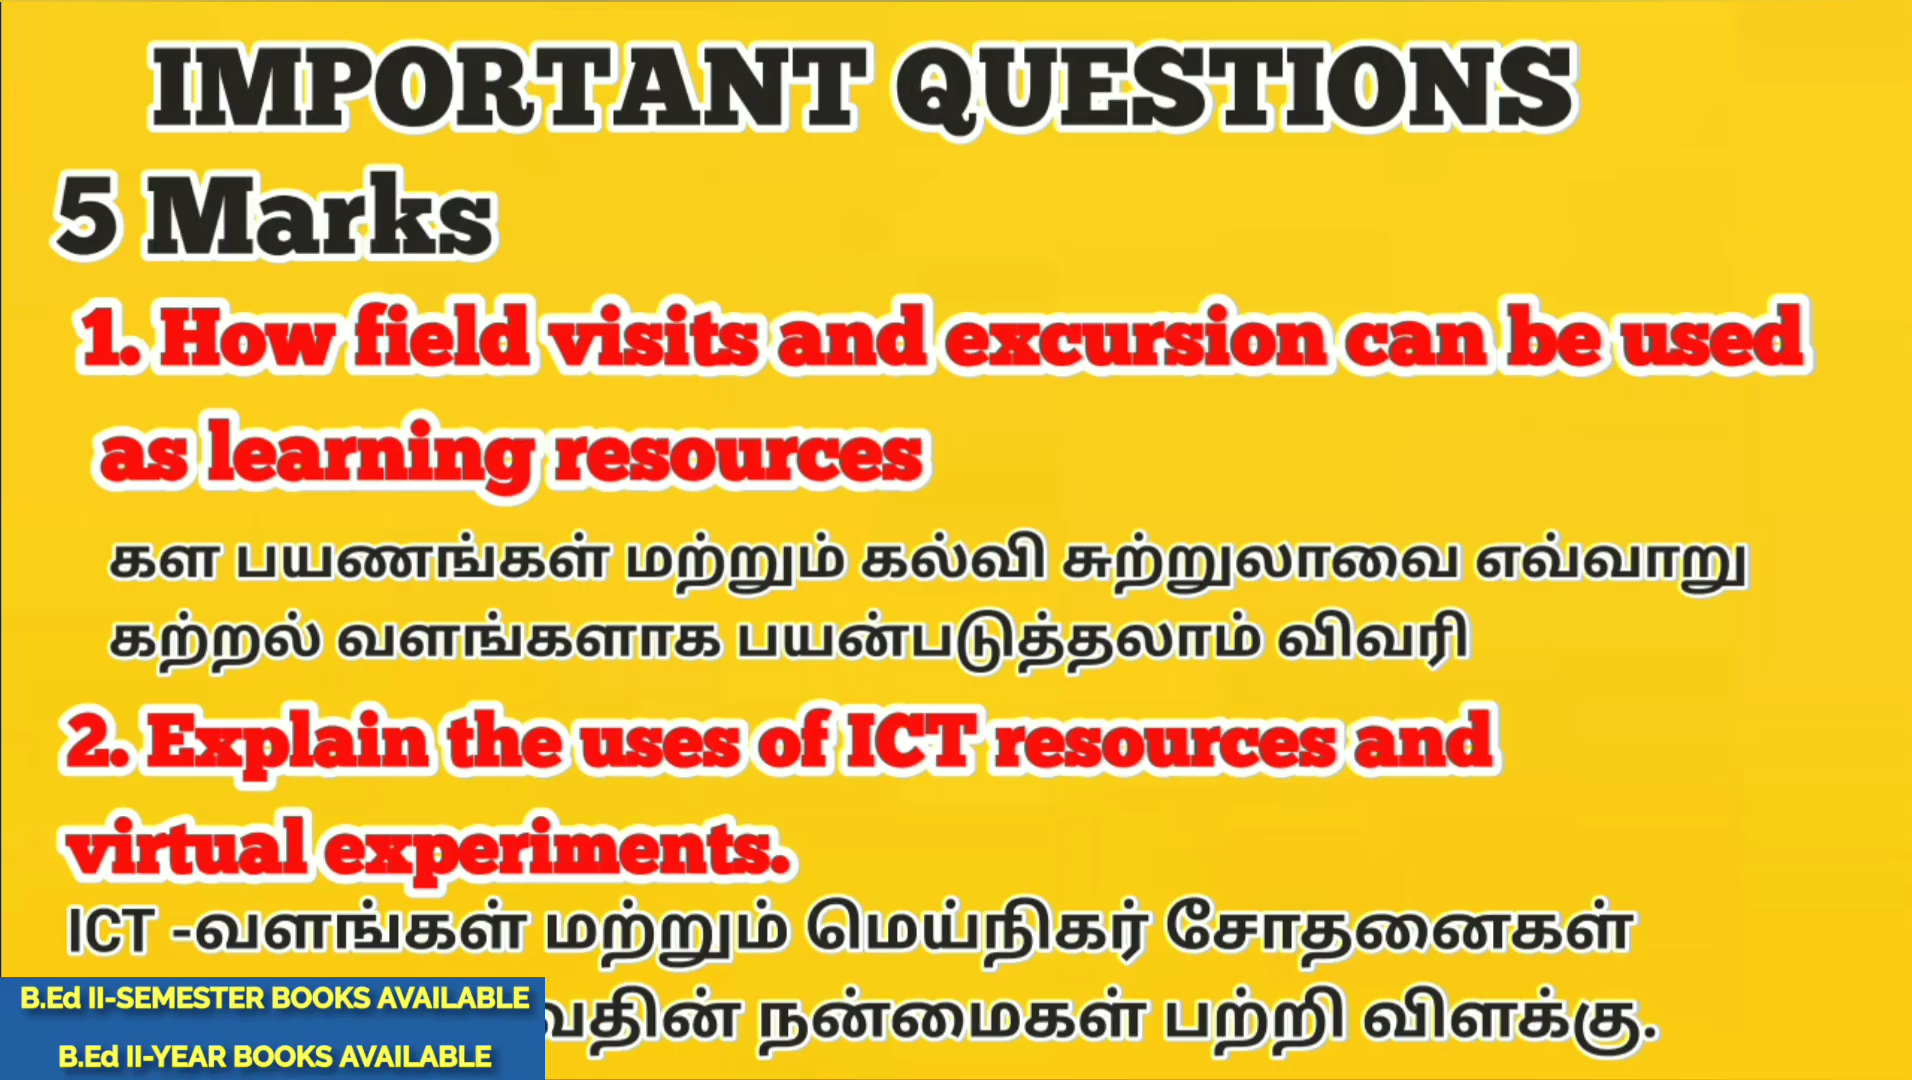 IMPORTANT QUESTIONS
5 Marks
1. How field visits and excursion can be used
as learning resources
கள பயணங்கள் மற்றும் கல்வி சுற்றுலாவை எவ்வாறு
கற்றல் வளங்களாக பயன்படுத்தலாம் விவரி
2. Explain the uses of ICT resources and
virtual experiments.
ICT -வளங்கள் மற்றும் மெய்நிகர் சோதனைகள்
நன்மைகள் பற்றி விளக்கு.
B.Ed II-SEMESTER BOOKS AVAILABLE
B.Ed II-YEAR BOOKS AVAILABLE